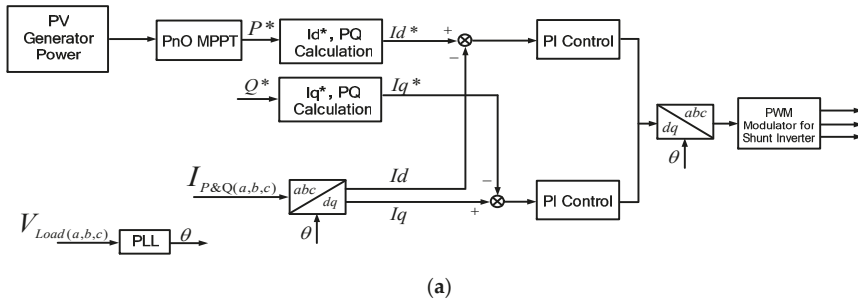 PV
Generator
Power
PnO MPPT
P*
Id*, PQ
Calculation
Id*
+
−
PI Control
Q*
Iq*, PQ
Calculation
Iq*
abc
dq
θ
PWM
Modulator for
Shunt Inverter
I P&Q(a,b,c)
abc
dq
θ
Id
Iq
−
+
PI Control
V Load(a,b,c)
PLL
θ
(a)